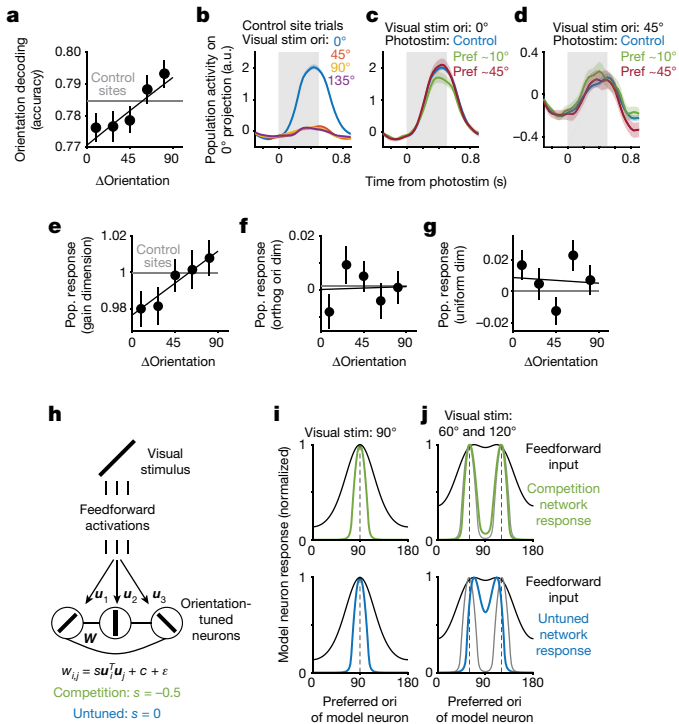 a
Orientation decoding
(accuracy)
0.80
0.79
0.78
0.77
Control
sites
0 45 90
ΔOrientation
b
Control site trials
Visual stim ori: 0°
45°
90°
135°
Population activity on
0° projection (a.u.)
2
1
0
0 0.8
c
Visual stim ori: 0°
Photostim: Control
Pref ~10°
Pref ~45°
2
1
0
0 0.8
Time from photostim (s)
d
Visual stim ori: 45°
Photostim: Control
Pref ~10°
Pref ~45°
0.4
0
−0.4
0 0.8
e
Pop. response
(gain dimension)
1.02
1
0.98
Control
sites
0 45 90
ΔOrientation
f
Pop. response
(orthog ori dim)
0.02
0
0 45 90
ΔOrientation
g
Pop. response
(uniform dim)
0.02
0
−0.02
0 45 90
ΔOrientation
h
Visual
stimulus
Feedforward
activations
u1 u2 u3
W
Orientation-
tuned
neurons
wi,j = suiTuj + c + ε
Competition: s = −0.5
Untuned: s = 0
i
Visual stim: 90°
Model neuron response (normalized)
1
0
0 90 180
1
0
0 90 180
Preferred ori
of model neuron
j
Visual stim:
60° and 120°
1
0
0 90 180
Feedforward
input
Competition
network
response
1
0
0 90 180
Feedforward
input
Untuned
network
response
Preferred ori
of model neuron